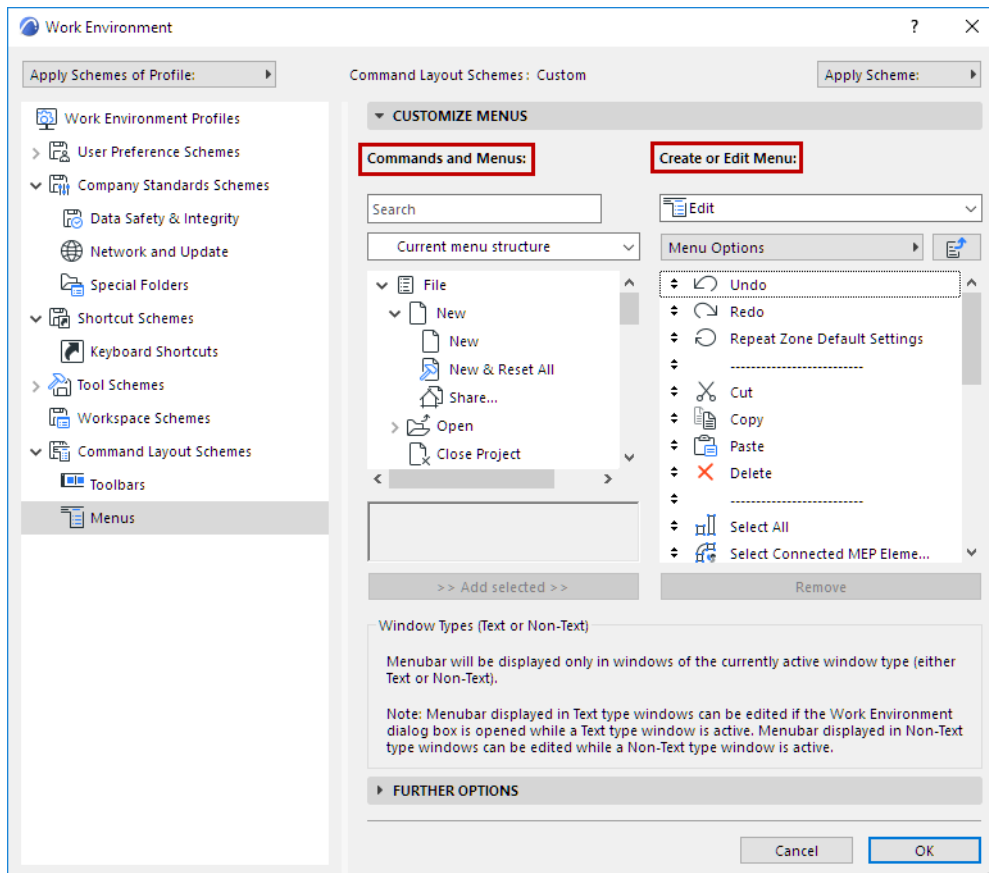 Work Environment
?
Apply Schemes of Profile:
Command Layout Schemes: Custom
Apply Scheme:
Work Environment Profiles
User Preference Schemes
Company Standards Schemes
Data Safety & Integrity
Network and Update
Special Folders
Shortcut Schemes
Keyboard Shortcuts
Tool Schemes
Workspace Schemes
Command Layout Schemes
Toolbars
Menus
CUSTOMIZE MENUS
Commands and Menus:
Search
Current menu structure
File
New
New
New & Reset All
Share...
Open
Close Project
>> Add selected >>
Create or Edit Menu:
Edit
Menu Options
Undo
Redo
Repeat Zone Default Settings
--------------------------
Cut
Copy
Paste
Delete
--------------------------
Select All
Select Connected MEP Eleme...
Remove
Window Types (Text or Non-Text)
Menubar will be displayed only in windows of the currently active window type (either
Text or Non-Text).
Note: Menubar displayed in Text type windows can be edited if the Work Environment
dialog box is opened while a Text type window is active. Menubar displayed in Non-Text
type windows can be edited while a Non-Text type window is active.
FURTHER OPTIONS
Cancel
OK